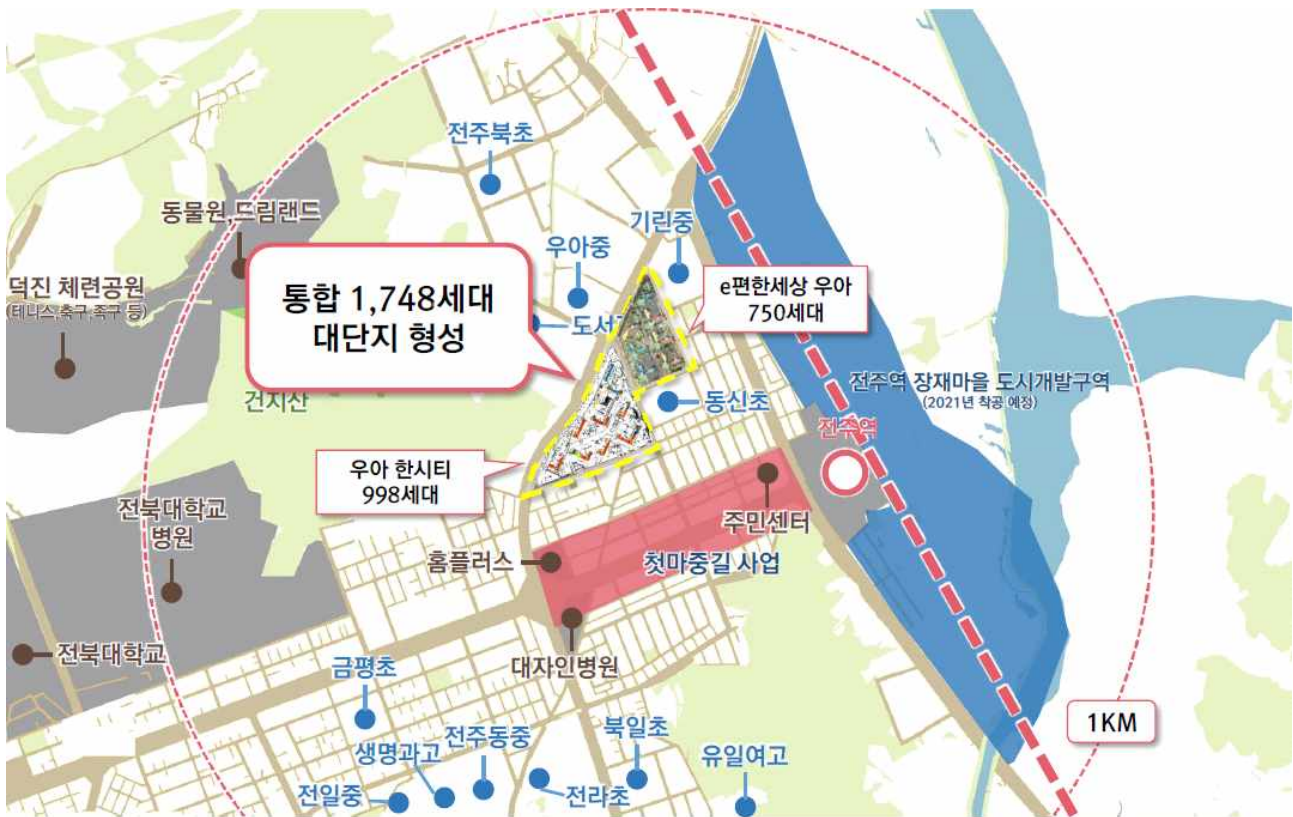 전주북초
동물원,드림랜드
기린중
우아중
덕진 체련공원
(테니스,축구,족구 등)
통합 1,748세대
대단지 형성
e편한세상 우아
750세대
도서
건지산
동신초
전주역 장재마을 도시개발구역
(2021년 착공 예정)
전주역
우아 한시티
998세대
전북대학교
병원
주민센터
홈플러스
첫마중길 사업
전북대학교
대자인병원
금평초
1KM
생명과고
전주동중
북일초
유일여고
전일중
전라초